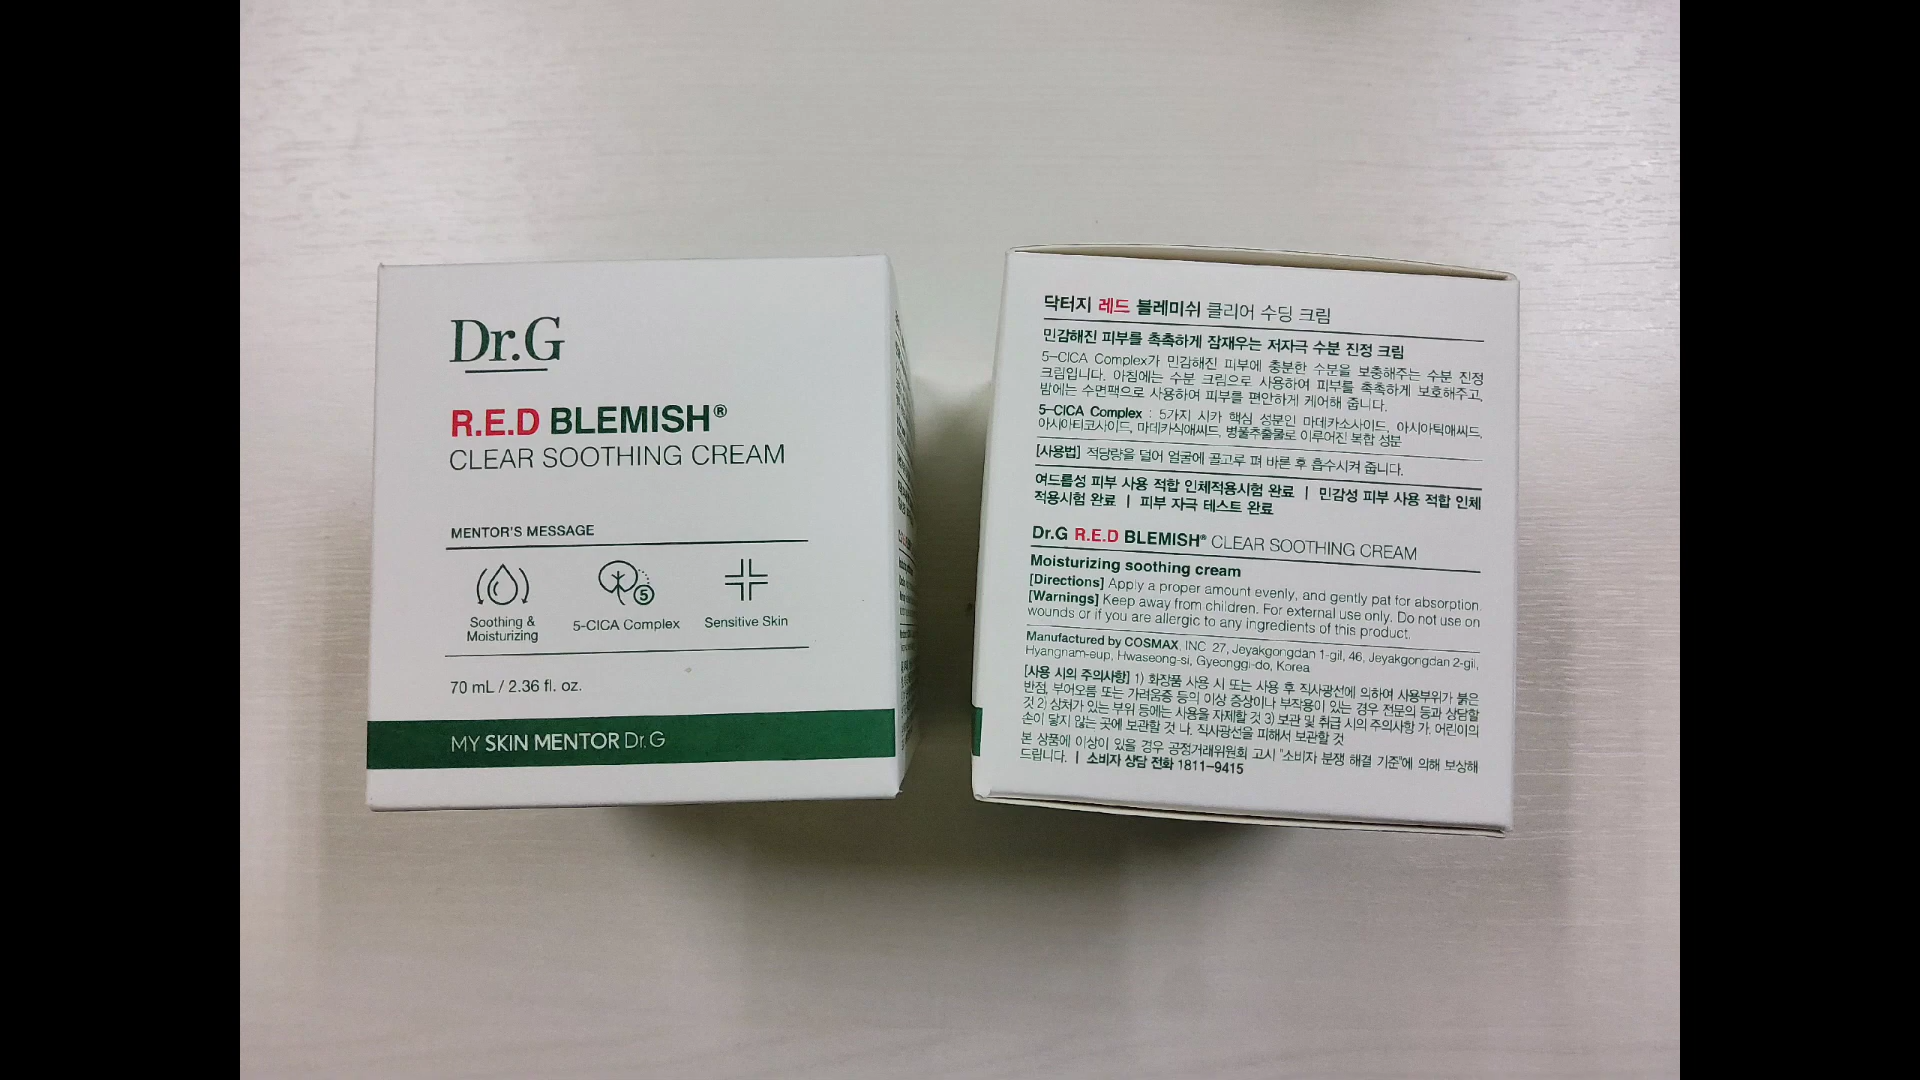 Dr.G
R.E.D BLEMISH®
CLEAR SOOTHING CREAM
MENTOR'S MESSAGE
Soothing &
Moisturizing
5
5-CICA Complex
Sensitive Skin
70 mL / 2.36 fl. oz.
MY SKIN MENTOR Dr.G
닥터지 레드 블레미쉬 클리어 수딩 크림
민감해진 피부를 촉촉하게 잠재우는 저자극 수분 진정 크림
5-CICA Complex가 민감해진 피부에 충분한 수분을 보충해주는 수분 진정
크림입니다. 아침에는 수분 크림으로 사용하여 피부를 촉촉하게 보호해주고,
밤에는 수면팩으로 사용하여 피부를 편안하게 케어해 줍니다.
5-CICA Complex : 5가지 시카 핵심 성분인 마데카소사이드, 아시아틱애씨드,
아시아티코사이드, 마데카식애씨드, 병풀추출물로 이루어진 복합 성분
[사용법] 적당량을 덜어 얼굴에 골고루 펴 바른 후 흡수시켜 줍니다.
여드름성 피부 사용 적합 인체적용시험 완료 | 민감성 피부 사용 적합 인체
적용시험 완료 | 피부 자극 테스트 완료
Dr.G R.E.D BLEMISH® CLEAR SOOTHING CREAM
Moisturizing soothing cream
[Directions] Apply a proper amount evenly, and gently pat for absorption.
[Warnings] Keep away from children. For external use only. Do not use on
wounds or if you are allergic to any ingredients of this product.
Manufactured by COSMAX, INC 27, Jeyakgongdan 1-gil, 46, Jeyakgongdan 2-gil,
Hyangnam-eup, Hwaseong-si, Gyeonggi-do, Korea
[사용 시의 주의사항] 1) 화장품 사용 시 또는 사용 후 직사광선에 의하여 사용부위가 붉은
반점, 부어오름 또는 가려움증 등의 이상 증상이나 부작용이 있는 경우 전문의 등과 상담할
것 2) 상처가 있는 부위 등에는 사용을 자제할 것 3) 보관 및 취급 시의 주의사항 가. 어린이의
손이 닿지 않는 곳에 보관할 것 나. 직사광선을 피해서 보관할 것
본 상품에 이상이 있을 경우 공정거래위원회 고시 "소비자 분쟁 해결 기준"에 의해 보상해
드립니다. | 소비자 상담 전화 1811-9415